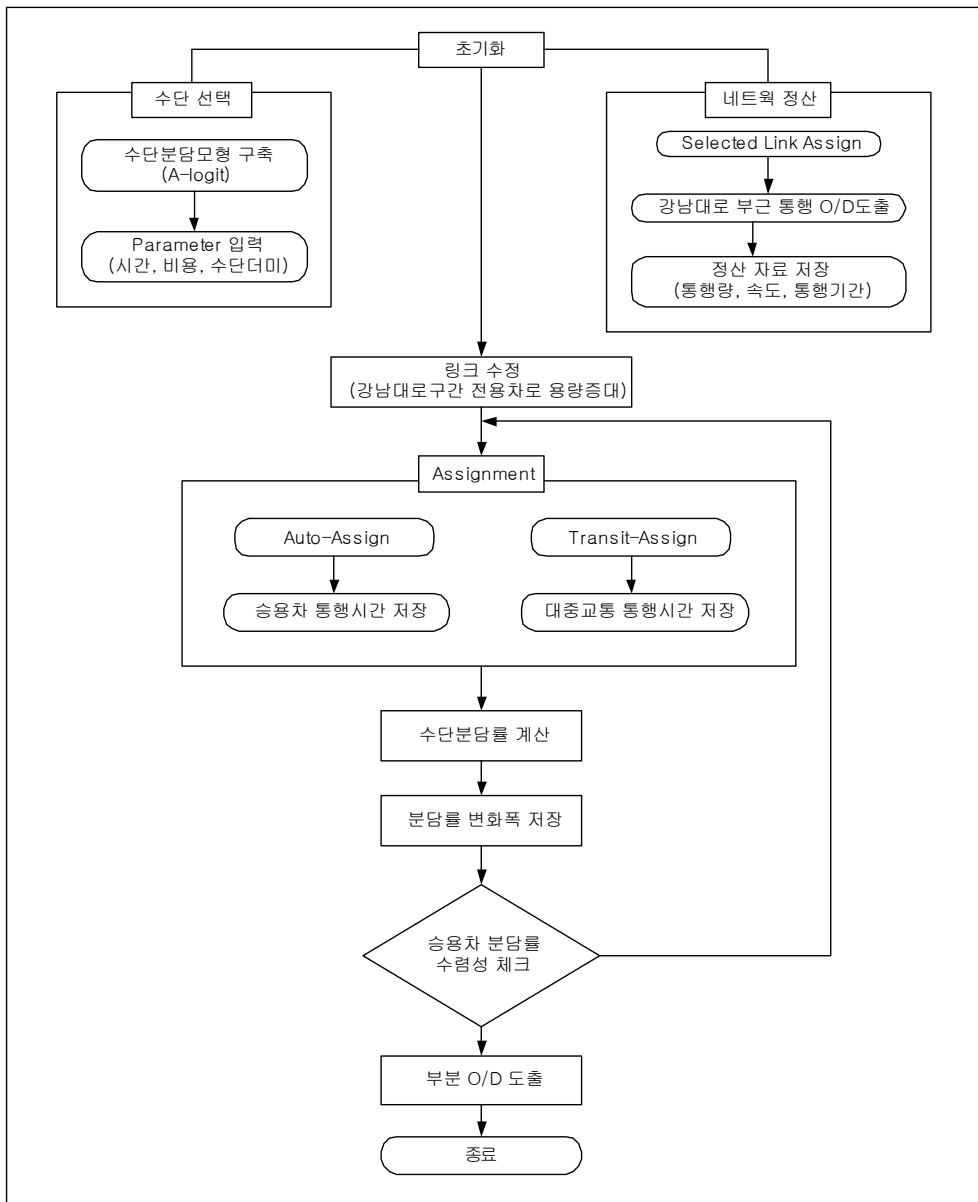 초기화
수단 선택
수단분담모형 구축
(A-logit)
Parameter 입력
(시간, 비용, 수단더미)
네트웍 정산
Selected Link Assign
강남대로 부근 통행 O/D도출
정산 자료 저장
(통행량, 속도, 통행기간)
링크 수정
(강남대로구간 전용차로 용량증대)
Assignment
Auto-Assign
승용차 통행시간 저장
Transit-Assign
대중교통 통행시간 저장
수단분담률 계산
분담률 변화폭 저장
승용차 분담률
수렴성 체크
부분 O/D 도출
종료